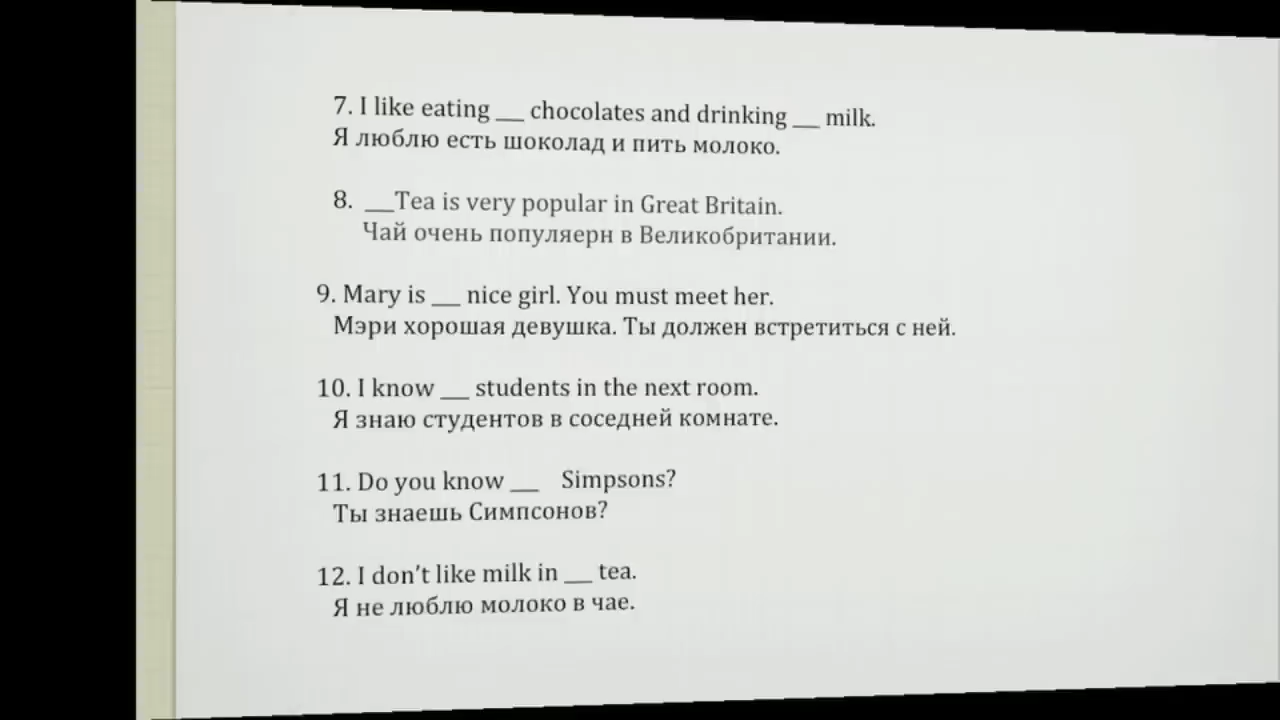 7. I like eating ___ chocolates and drinking ___ milk.
Я люблю есть шоколад и пить молоко.
8. ___Tea is very popular in Great Britain.
Чай очень популяерн в Великобритании.
9. Mary is ___ nice girl. You must meet her.
Мэри хорошая девушка. Ты должен встретиться с ней.
10. I know ___ students in the next room.
Я знаю студентов в соседней комнате.
11. Do you know ___ Simpsons?
Ты знаешь Симпсонов?
12. I don’t like milk in ___ tea.
Я не люблю молоко в чае.